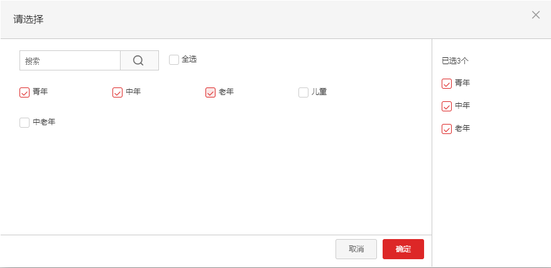 请选择
搜索
全选
青年
中年
老年
儿童
中老年
已选3个
青年
中年
老年
取消
确定